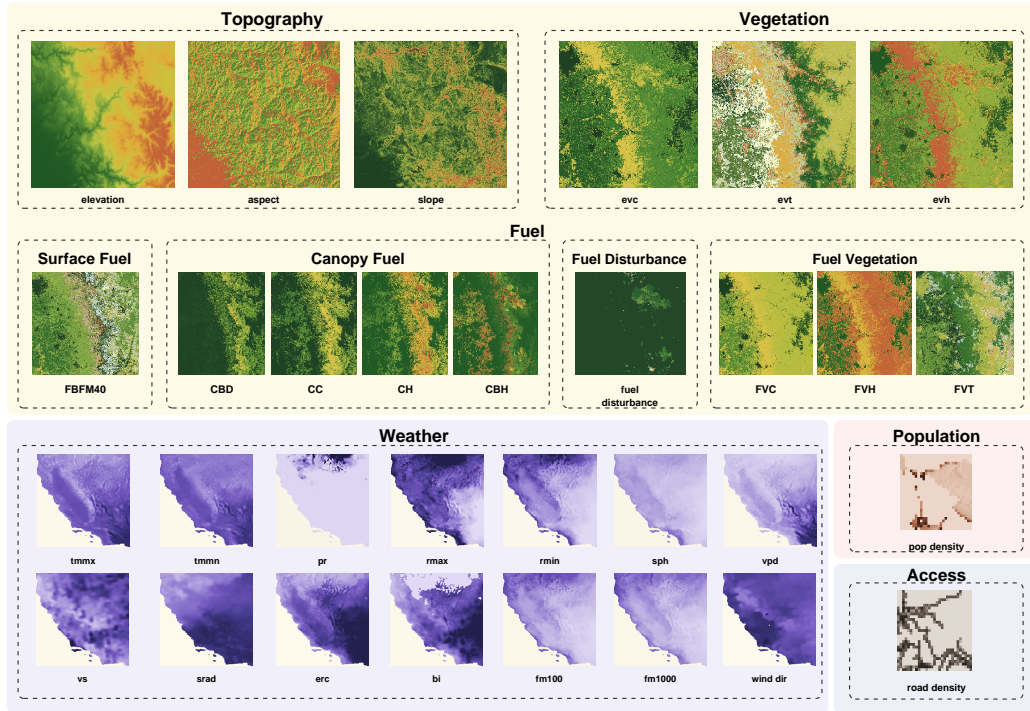 Topography
Vegetation
elevation
aspect
slope
evc
evt
evh
Fuel
Surface Fuel
Canopy Fuel
Fuel Disturbance
Fuel Vegetation
FBFM40
CBD
CC
CH
CBH
fuel
disturbance
FVC
FVH
FVT
Weather
tmmx
tmmn
pr
rmax
rmin
sph
vpd
vs
srad
erc
bi
fm100
fm1000
wind dir
Population
pop density
Access
road density